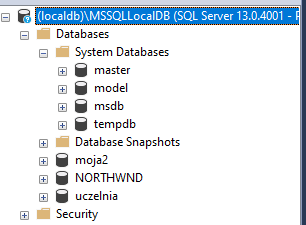 (localdb)\MSSQLLocalDB (SQL Server 13.0.4001 -
Databases
System Databases
master
model
msdb
tempdb
Database Snapshots
moja2
NORTHWND
uczelnia
Security